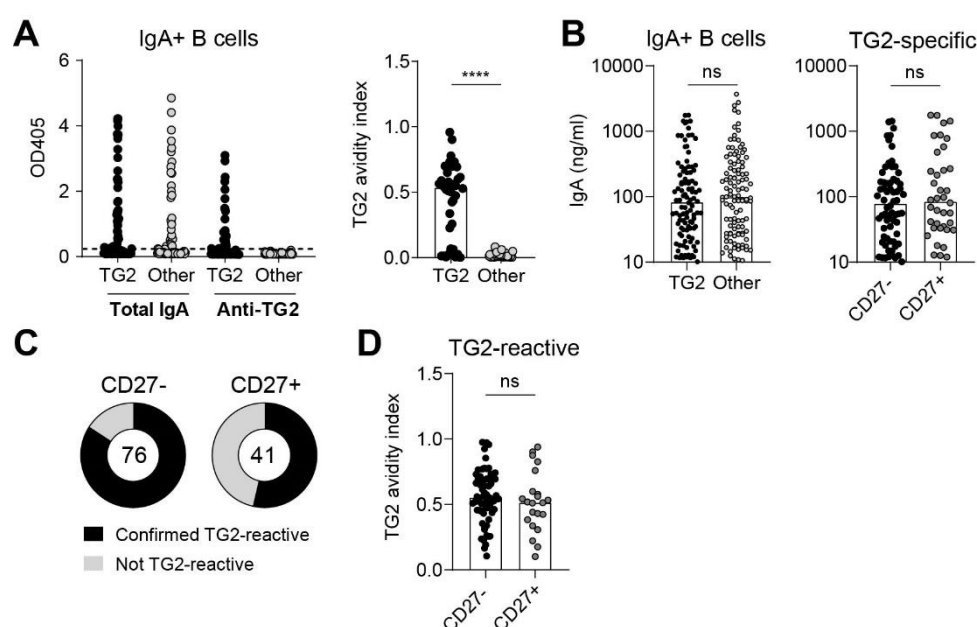 A
IgA+ B cells
OD405
6
4
2
0
TG2 Other TG2 Other
Total IgA Anti-TG2
TG2 avidity index
1.5
1.0
0.5
0.0
****
TG2 Other
B
IgA+ B cells
IgA (ng/ml)
10000
1000
100
10
ns
TG2 Other
TG2-specific
10000
1000
100
10
ns
CD27- CD27+
C
CD27- CD27+
76 41
Confirmed TG2-reactive
Not TG2-reactive
D
TG2-reactive
TG2 avidity index
1.5
1.0
0.5
0.0
ns
CD27- CD27+